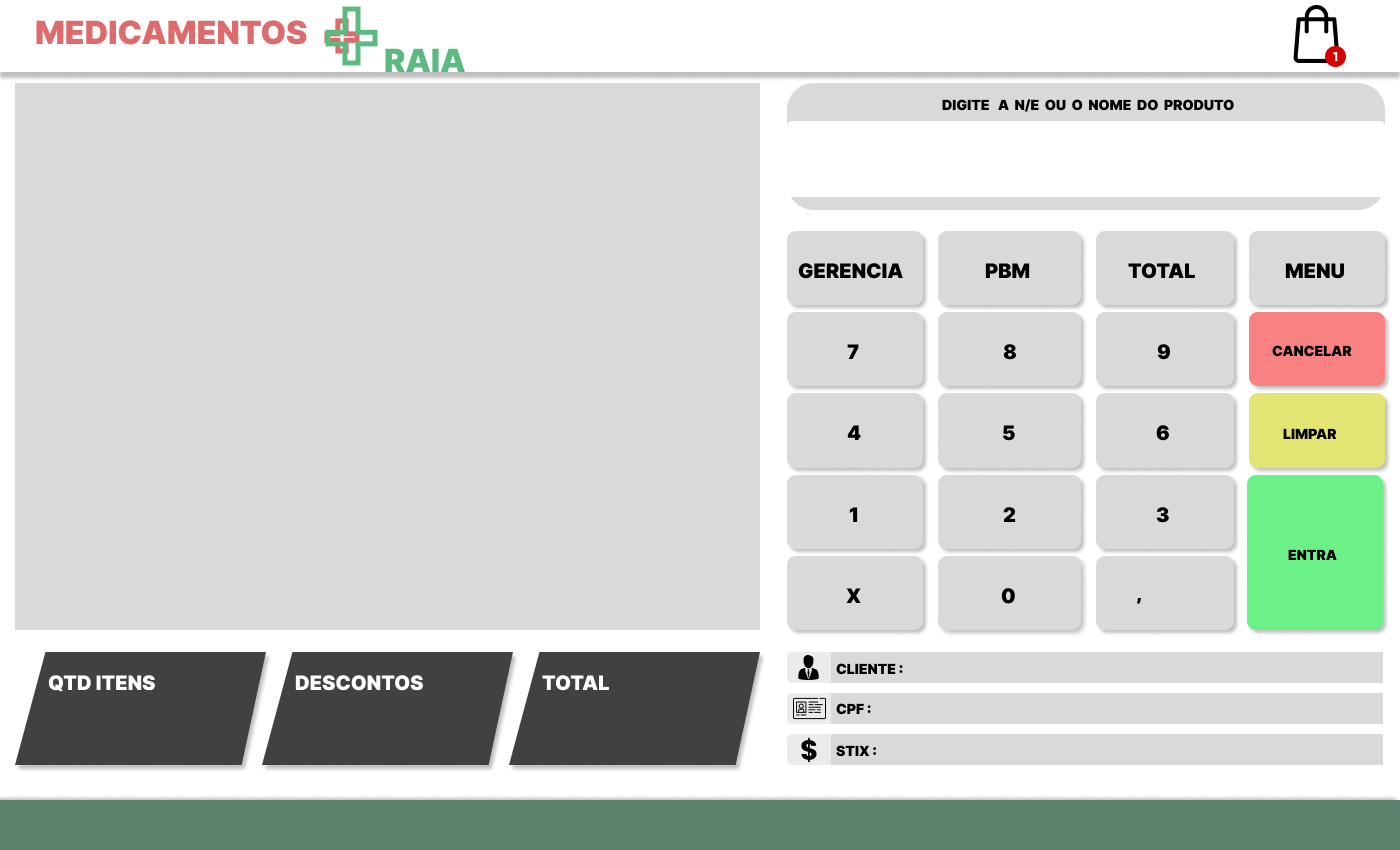 MEDICAMENTOS
RAIA
1
DIGITE A N/E OU O NOME DO PRODUTO
GERENCIA PBM TOTAL MENU
7 8 9 CANCELAR
4 5 6 LIMPAR
1 2 3
ENTRA
X 0 ,
QTD ITENS DESCONTOS TOTAL
CLIENTE :
CPF :
$ STIX :